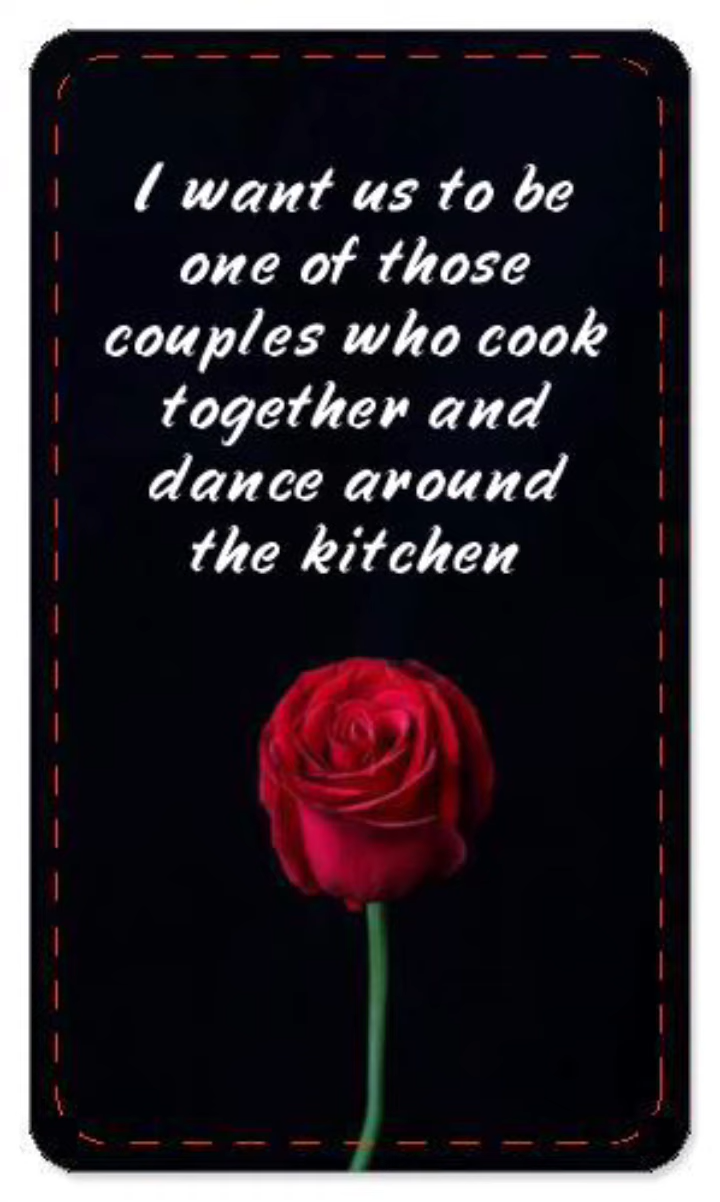 I want us to be
one of those
couples who cook
together and
dance around
the kitchen